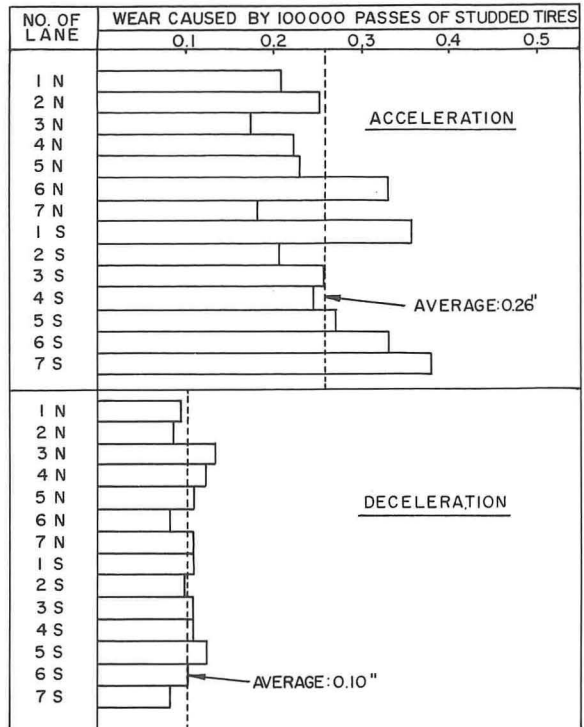 NO. OF LANE
WEAR CAUSED BY 100000 PASSES OF STUDDED TIRES
0.1 0.2 0.3 0.4 0.5
1 N
2 N
3 N
4 N
5 N
6 N
7 N
1 S
2 S
3 S
4 S
5 S
6 S
7 S
ACCELERATION
AVERAGE: 0.26"
1 N
2 N
3 N
4 N
5 N
6 N
7 N
1 S
2 S
3 S
4 S
5 S
6 S
7 S
DECELERATION
AVERAGE: 0.10"